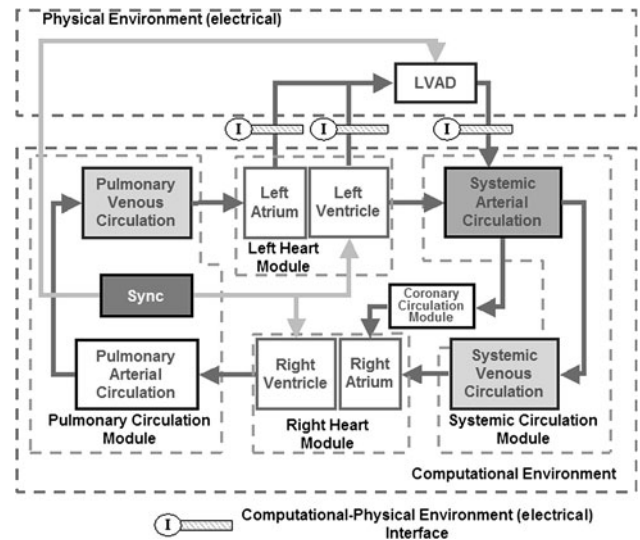 Physical Environment (electrical)
LVAD
I
I
I
Pulmonary
Venous
Circulation
Left
Atrium
Left
Ventricle
Left Heart
Module
Systemic
Arterial
Circulation
Sync
Coronary
Circulation
Module
Pulmonary
Arterial
Circulation
Right
Ventricle
Right
Atrium
Systemic
Venous
Circulation
Pulmonary Circulation
Module
Right Heart
Module
Systemic Circulation
Module
Computational Environment
I
Computational-Physical Environment (electrical)
Interface